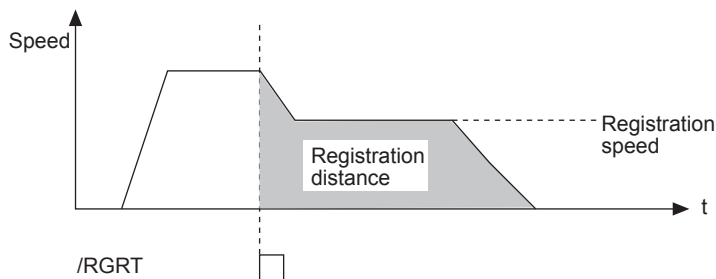 Speed
Registration
speed
Registration
distance
t
/RGRT